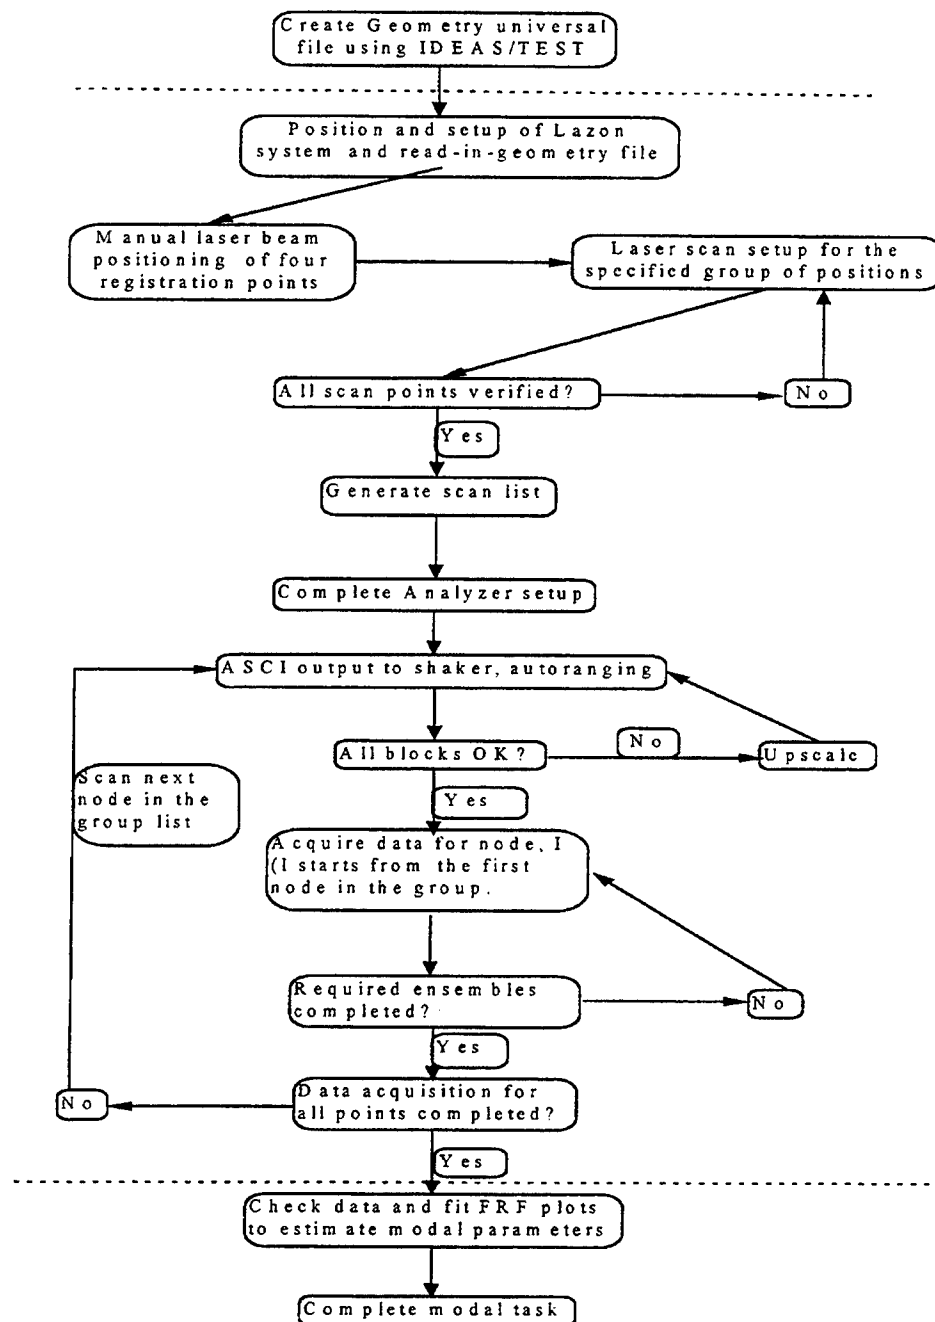 Create Geometry universal
file using IDEAS/TEST
Position and setup of Lazon
system and read-in-geometry file
Manual laser beam
positioning of four
registration points
Laser scan setup for the
specified group of positions
All scan points verified?
No
Yes
Generate scan list
Complete Analyzer setup
ASCI output to shaker, autoranging
All blocks OK?
No
Upscale
Scan next
node in the
group list
Yes
Acquire data for node, I
(I starts from the first
node in the group.
Required ensembles
completed?
No
Yes
Data acquisition for
all points completed?
No
Yes
Check data and fit FRF plots
to estimate modal parameters
Complete modal task